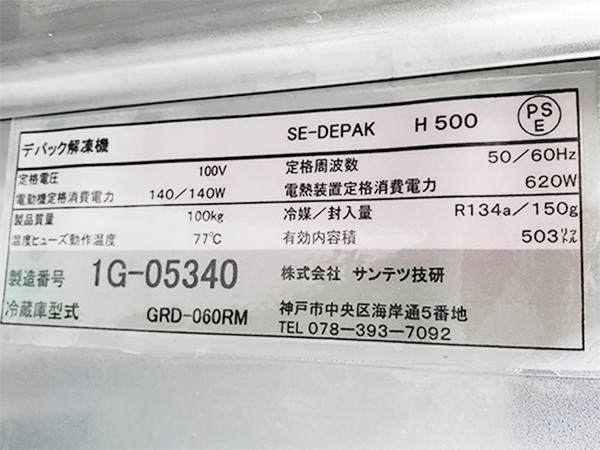 デパック解凍機 SE-DEPAK H 500 PS E
定格電圧 100V 定格周波数 50/60Hz
電動機定格消費電力 140/140W 電熱装置定格消費電力 620W
製品質量 100kg 冷媒/封入量 R134a/150g
温度ヒューズ動作温度 77℃ 有効内容積 503㍑
製造番号 1G-05340 株式会社 サンテツ技研
冷蔵庫型式 GRD-060RM 神戸市中央区海岸通5番地
TEL 078-393-7092